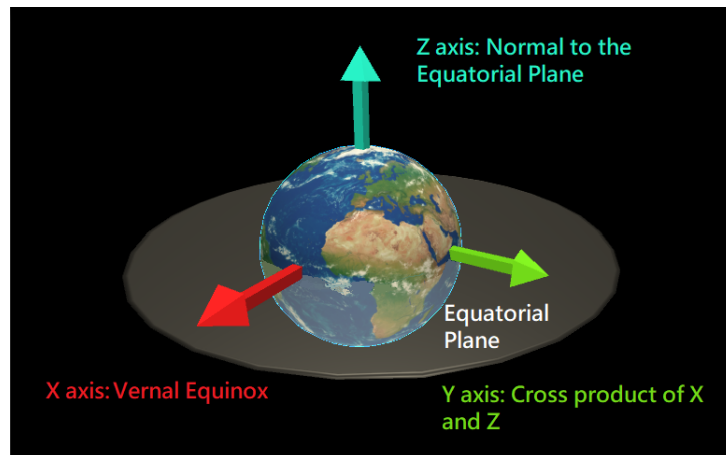 Z axis: Normal to the
Equatorial Plane
Equatorial
Plane
X axis: Vernal Equinox
Y axis: Cross product of X
and Z